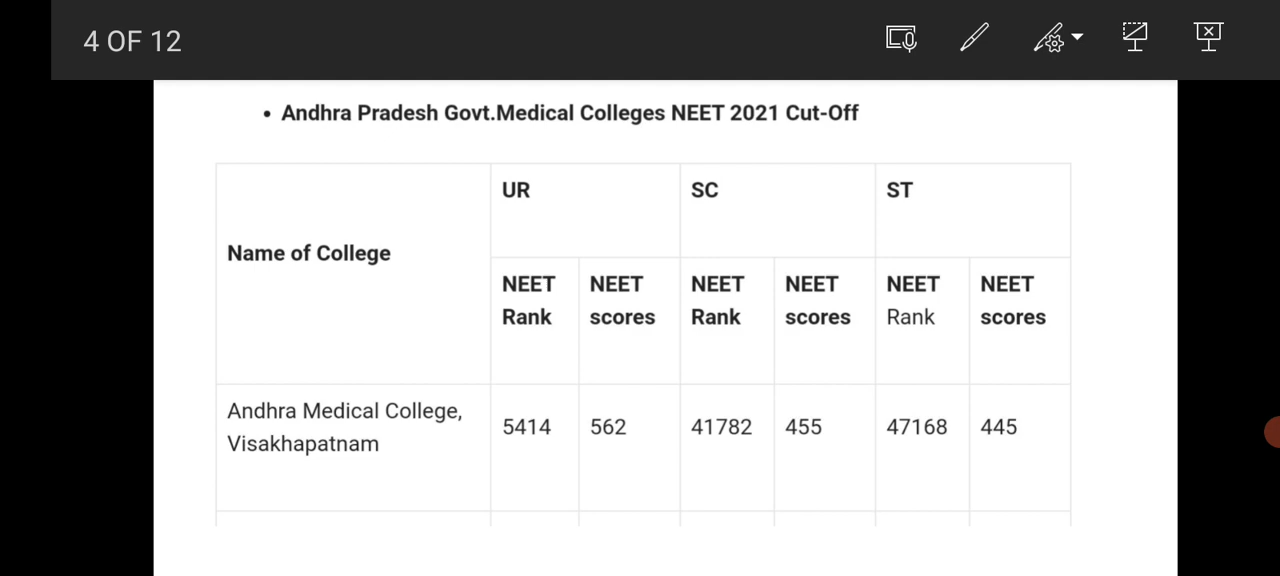 4 OF 12
• Andhra Pradesh Govt.Medical Colleges NEET 2021 Cut-Off
Name of College
UR
SC
ST
NEET Rank
NEET scores
NEET Rank
NEET scores
NEET Rank
NEET scores
Andhra Medical College,
Visakhapatnam
5414
562
41782
455
47168
445